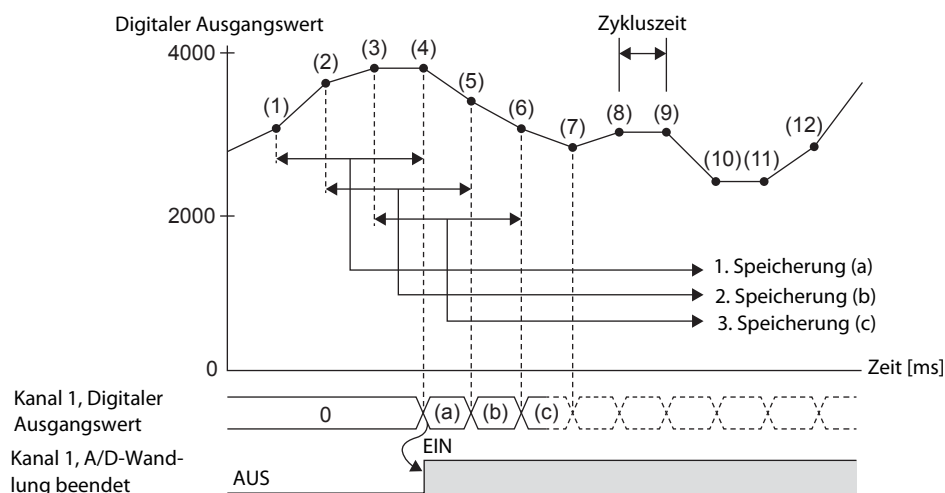 Digitaler Ausgangswert
Zykluszeit
4000
(1)
(2)
(3)
(4)
(5)
(6)
(7)
(8)
(9)
(10)
(11)
(12)
2000
1. Speicherung (a)
2. Speicherung (b)
3. Speicherung (c)
0
Zeit [ms]
Kanal 1, Digitaler
Ausgangswert
0
(a)
(b)
(c)
Kanal 1, A/D-Wand-
lung beendet
AUS
EIN